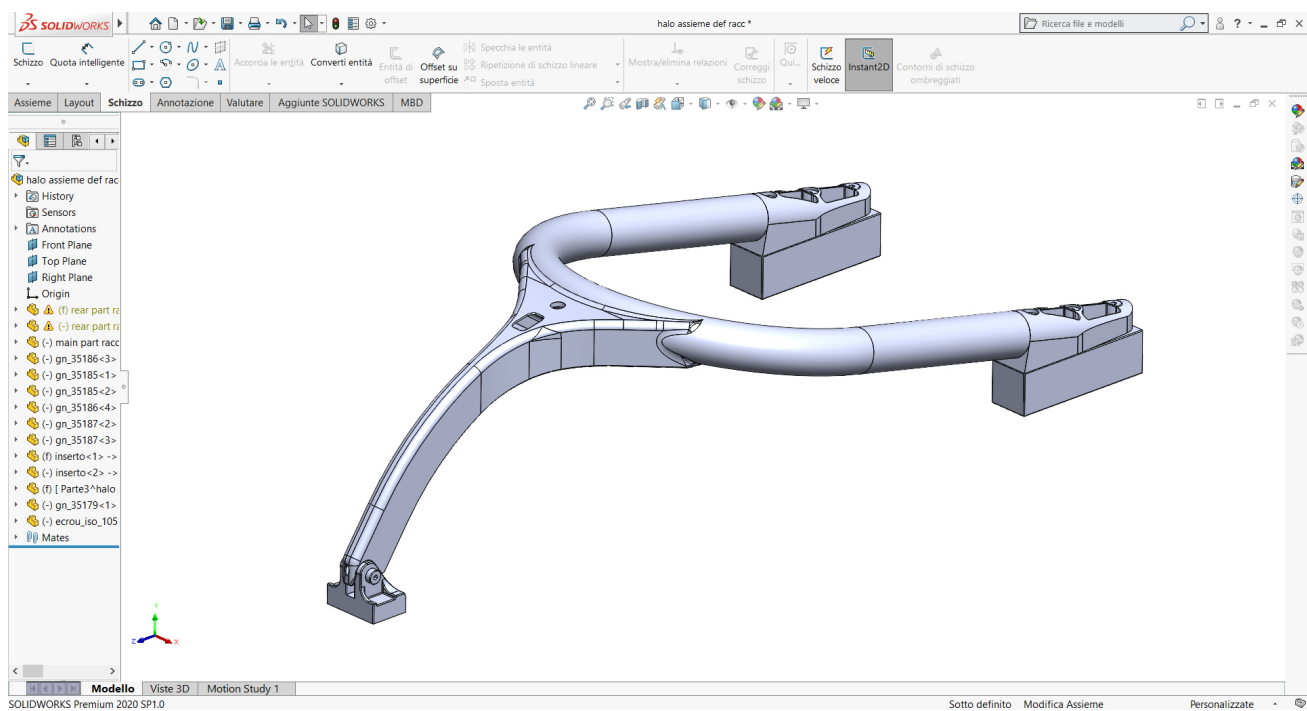 SOLIDWORKS
halo assieme def racc *
Ricerca file e modelli
?
Schizzo
Quota intelligente
Accorcia le entità
Converti entità
Entità di offset
Offset su superficie
Specchia le entità
Ripetizione di schizzo lineare
Sposta entità
Mostra/elimina relazioni
Correggi schizzo
Qui...
Schizzo veloce
Instant2D
Contorni di schizzo ombreggiati
Assieme Layout Schizzo Annotazione Valutare Aggiunte SOLIDWORKS MBD
halo assieme def rac
History
Sensors
Annotations
Front Plane
Top Plane
Right Plane
Origin
(f) rear part ra
(-) rear part ra
(-) main part racc
(-) gn_35186<3>
(-) gn_35185<1>
(-) gn_35185<2>
(-) gn_35186<4>
(-) gn_35187<2>
(-) gn_35187<3>
(f) inserto<1> ->
(-) inserto<2> ->
(f) [ Parte3^halo
(-) gn_35179<1>
(-) ecrou_iso_105
Mates
Y
Z
X
Modello Viste 3D Motion Study 1
SOLIDWORKS Premium 2020 SP1.0
Sotto definito Modifica Assieme Personalizzate